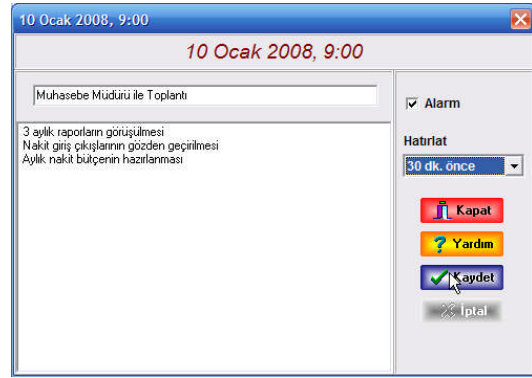 10 Ocak 2008, 9:00
10 Ocak 2008, 9:00
Muhasebe Müdürü ile Toplantı
Alarm
3 aylık raporların görüşülmesi
Nakit giriş çıkışlarının gözden geçirilmesi
Aylık nakit bütçenin hazırlanması
Hatırlat
30 dk. önce
Kapat
Yardım
Kaydet
İptal